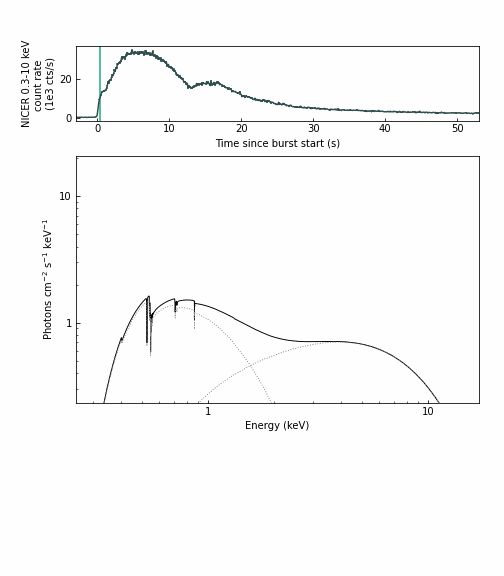 NICER 0.3-10 keV
count rate
(1e3 cts/s)
20
0
0
10
20
30
40
50
Time since burst start (s)
Photons cm⁻² s⁻¹ keV⁻¹
10
1
1
10
Energy (keV)